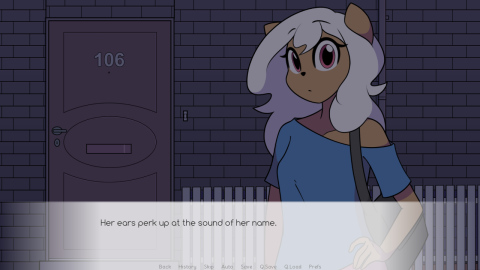 106
Her ears perk up at the sound of her name.
Back History Skip Auto Save Q.Save Q.Load Prefs